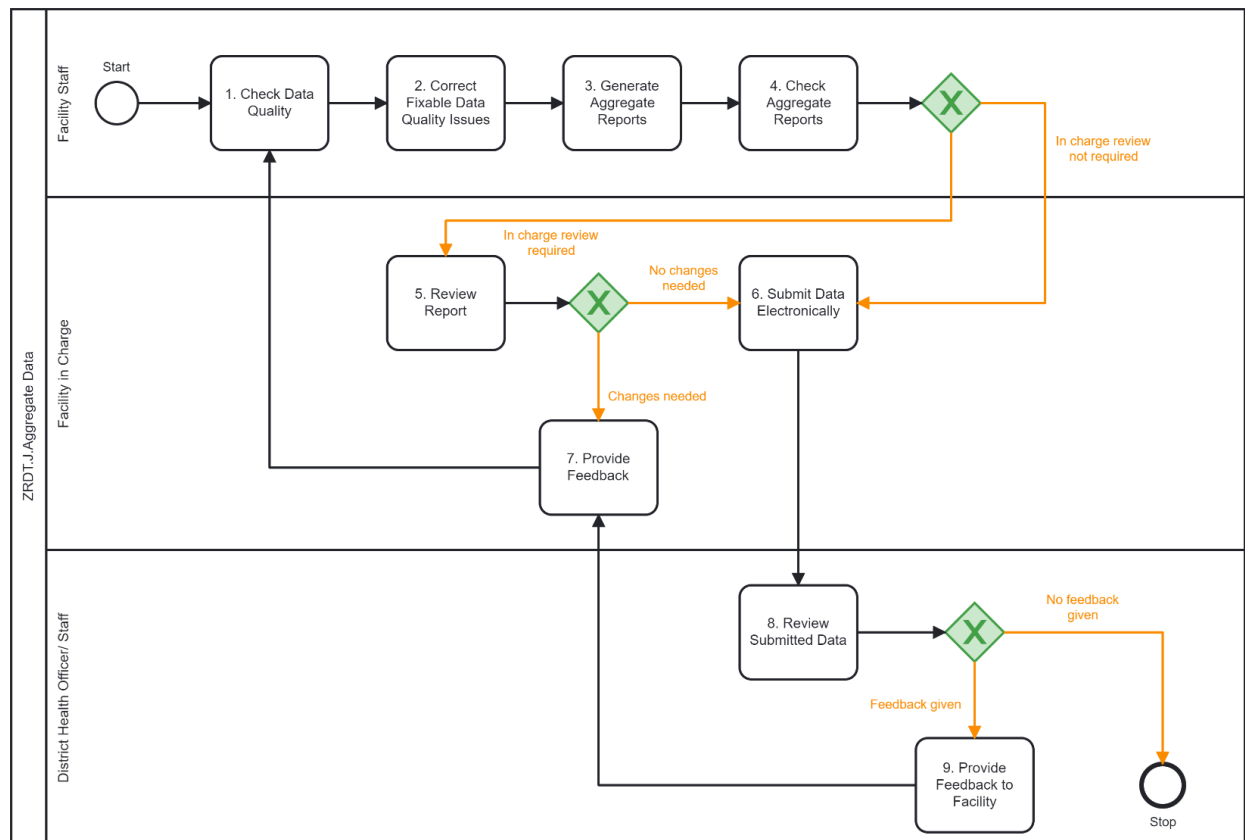 ZRDT.J.Aggregate Data
Facility Staff
Start
1. Check Data
Quality
2. Correct
Fixable Data
Quality Issues
3. Generate
Aggregate
Reports
4. Check
Aggregate
Reports
X
In charge review
not required
Facility in Charge
In charge review
required
5. Review
Report
X
No changes
needed
6. Submit Data
Electronically
Changes needed
7. Provide
Feedback
District Health Officer/ Staff
8. Review
Submitted Data
X
No feedback
given
Feedback given
9. Provide
Feedback to
Facility
Stop